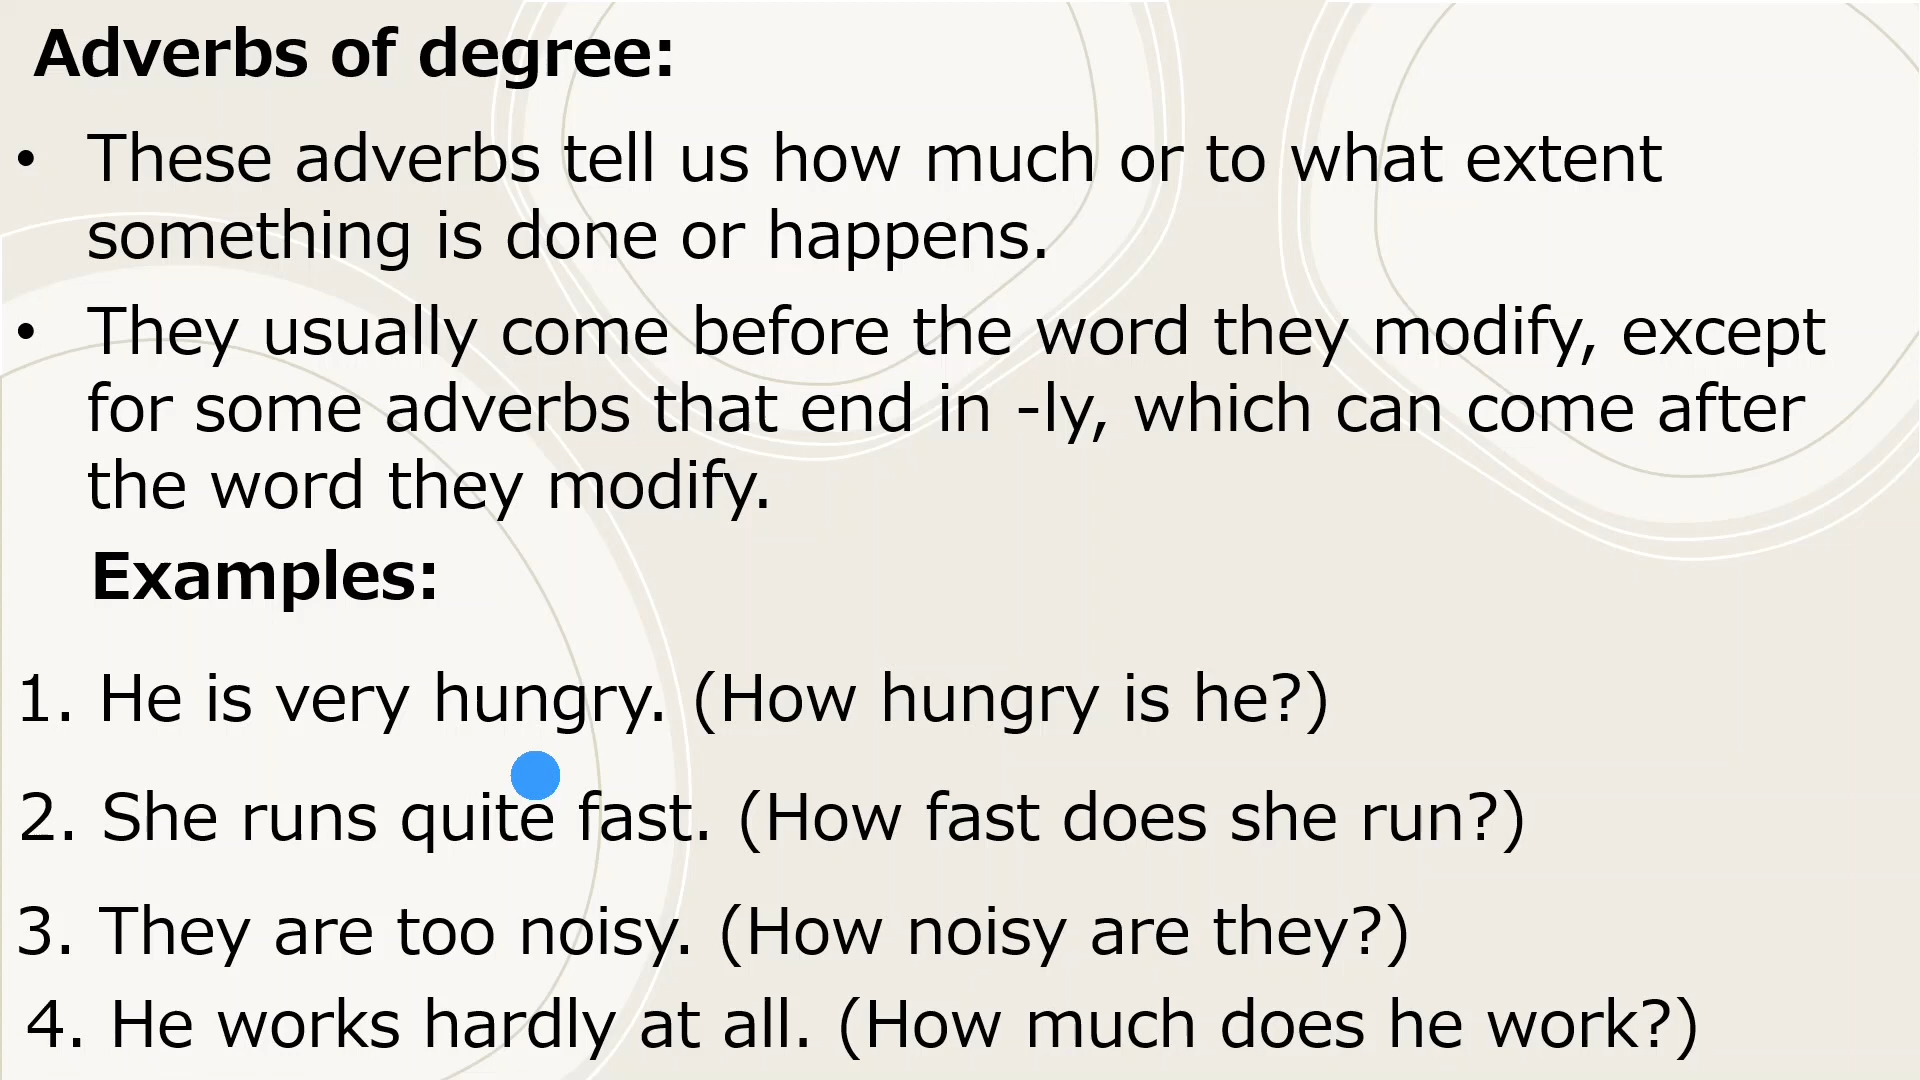 Adverbs of degree:
• These adverbs tell us how much or to what extent
something is done or happens.
• They usually come before the word they modify, except
for some adverbs that end in -ly, which can come after
the word they modify.
Examples:
1. He is very hungry. (How hungry is he?)
2. She runs quite fast. (How fast does she run?)
3. They are too noisy. (How noisy are they?)
4. He works hardly at all. (How much does he work?)